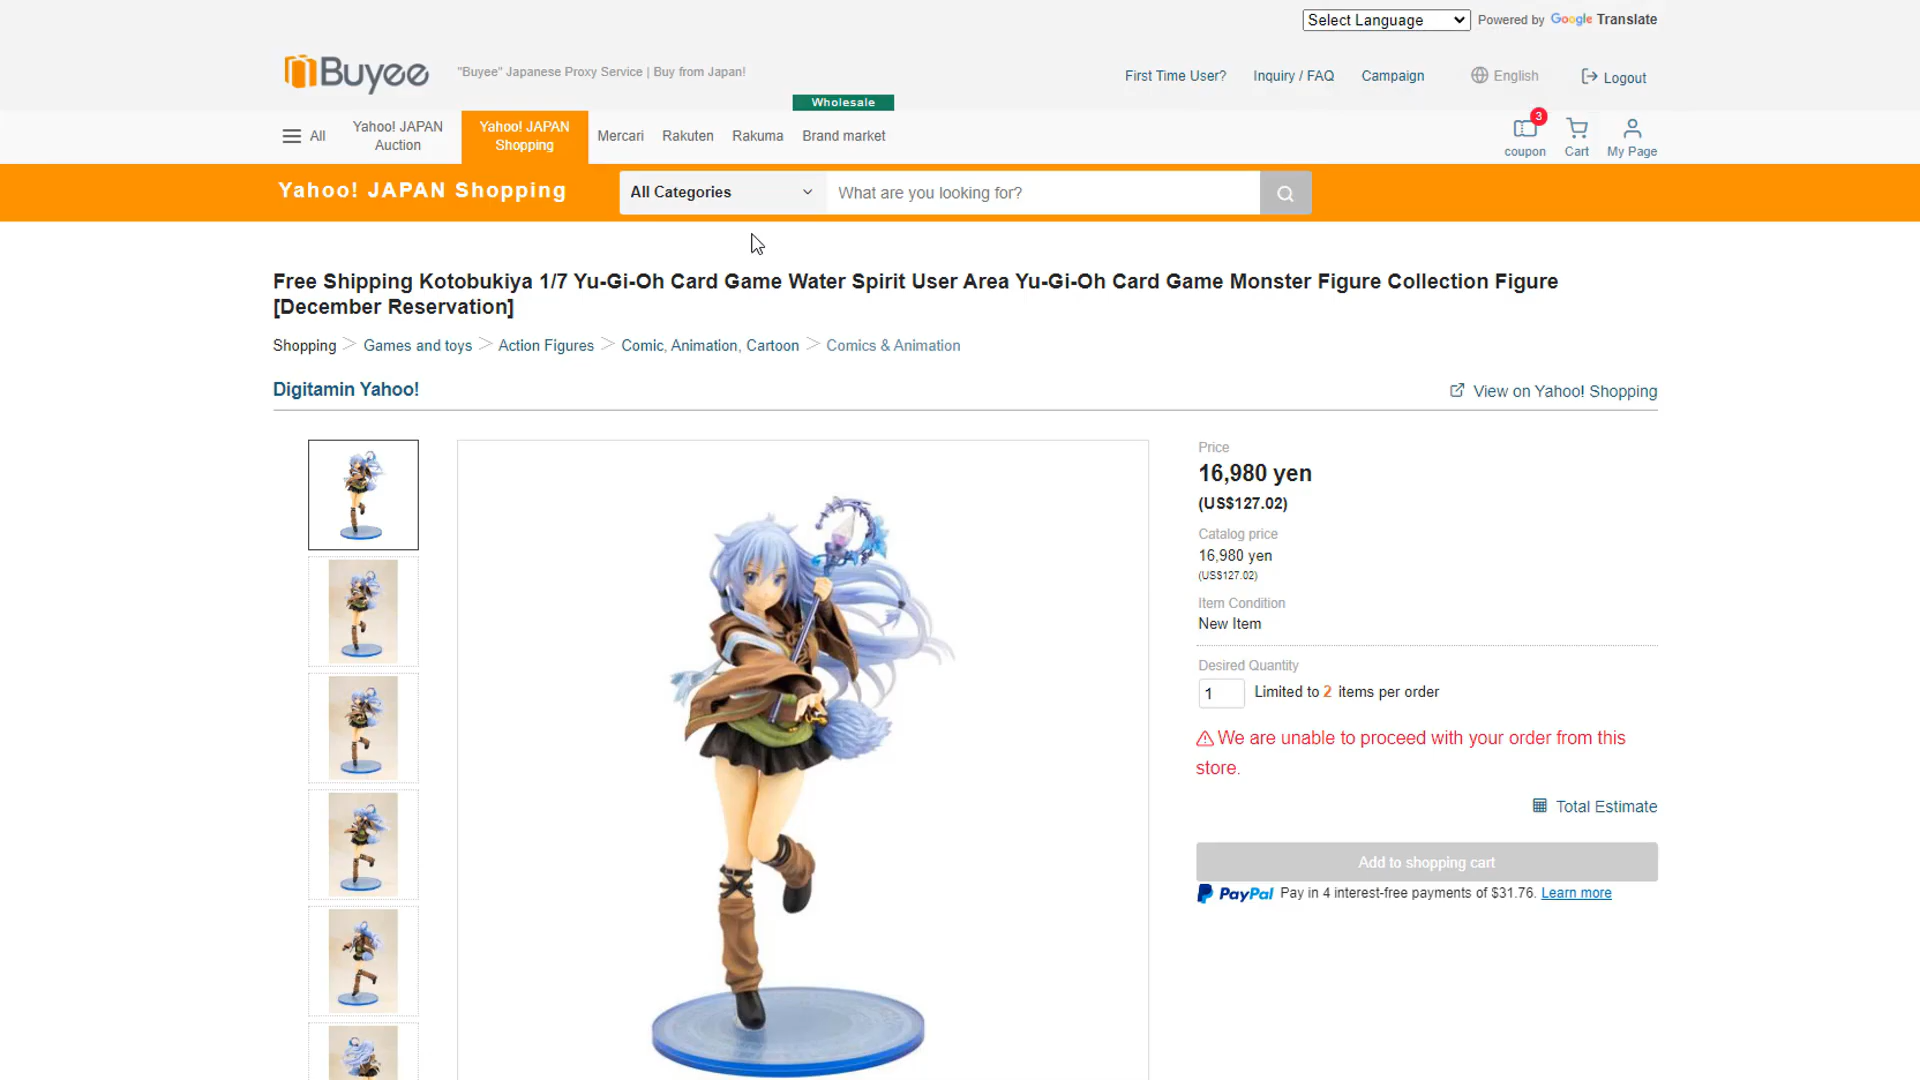 Select Language
Powered by Google Translate
Buyee
"Buyee" Japanese Proxy Service | Buy from Japan!
First Time User?
Inquiry / FAQ
Campaign
English
Logout
Wholesale
All
Yahoo! JAPAN
Auction
Yahoo! JAPAN
Shopping
Mercari
Rakuten
Rakuma
Brand market
3
coupon
Cart
My Page
Yahoo! JAPAN Shopping
All Categories
What are you looking for?
Free Shipping Kotobukiya 1/7 Yu-Gi-Oh Card Game Water Spirit User Area Yu-Gi-Oh Card Game Monster Figure Collection Figure
[December Reservation]
Shopping > Games and toys > Action Figures > Comic, Animation, Cartoon > Comics & Animation
Digitamin Yahoo!
View on Yahoo! Shopping
Price
16,980 yen
(US$127.02)
Catalog price
16,980 yen
(US$127.02)
Item Condition
New Item
Desired Quantity
1
Limited to 2 items per order
We are unable to proceed with your order from this
store.
Total Estimate
Add to shopping cart
PayPal Pay in 4 interest-free payments of $31.76. Learn more